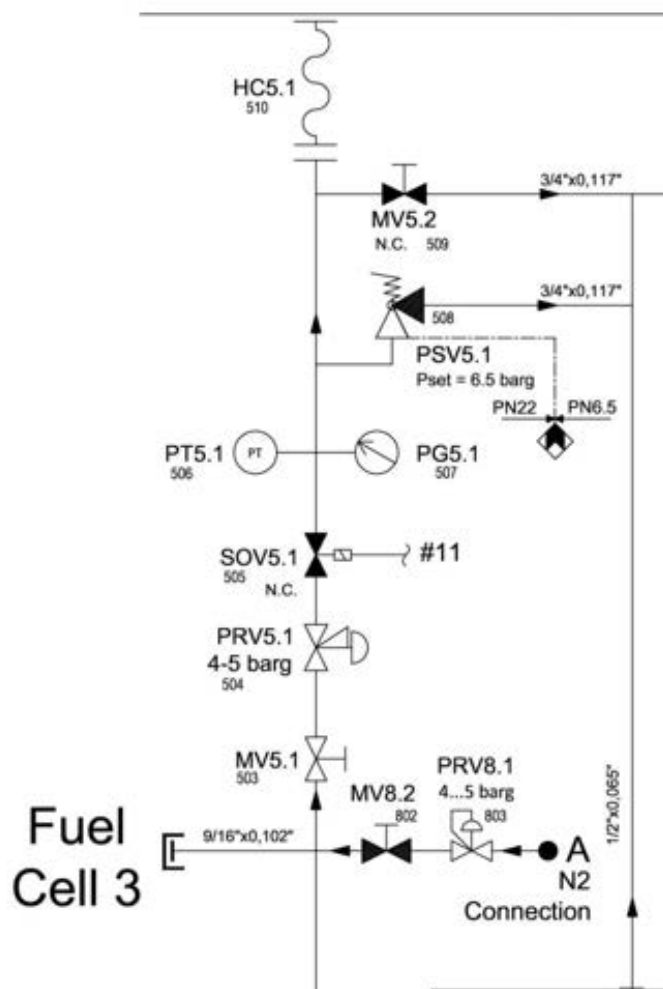 HC5.1
510
3/4"x0,117"
MV5.2
N.C. 509
3/4"x0,117"
508
PSV5.1
Pset = 6.5 barg
PN22 PN6.5
PT5.1 PT PG5.1
506 507
SOV5.1 #11
505
N.C.
PRV5.1
4-5 barg
504
MV5.1 PRV8.1
503
MV8.2 4...5 barg
802 803
1/2"x0,065"
Fuel
Cell 3
9/16"x0,102"
A
N2
Connection